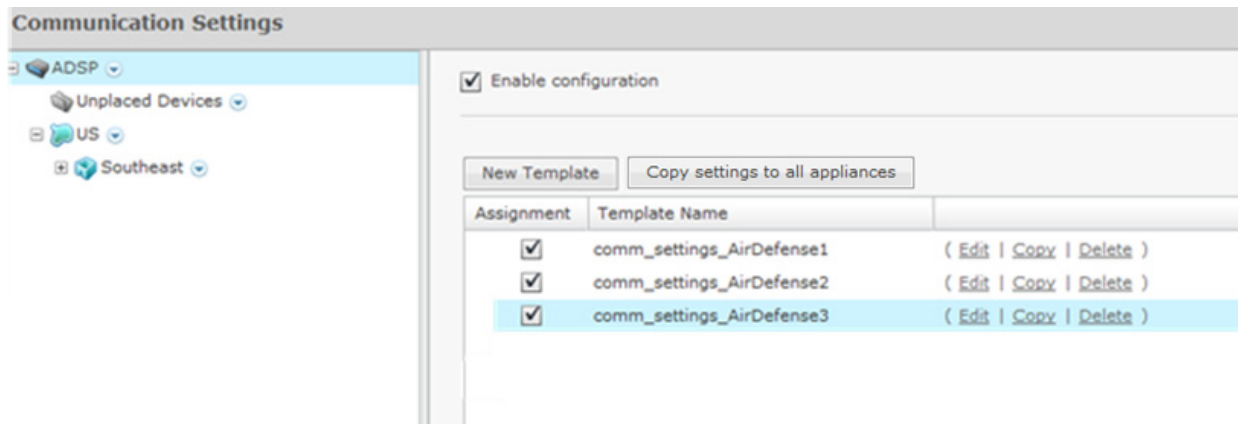 Communication Settings
ADSP
Unplaced Devices
US
Southeast
Enable configuration
New Template
Copy settings to all appliances
Assignment Template Name
comm_settings_AirDefense1 ( Edit | Copy | Delete )
comm_settings_AirDefense2 ( Edit | Copy | Delete )
comm_settings_AirDefense3 ( Edit | Copy | Delete )